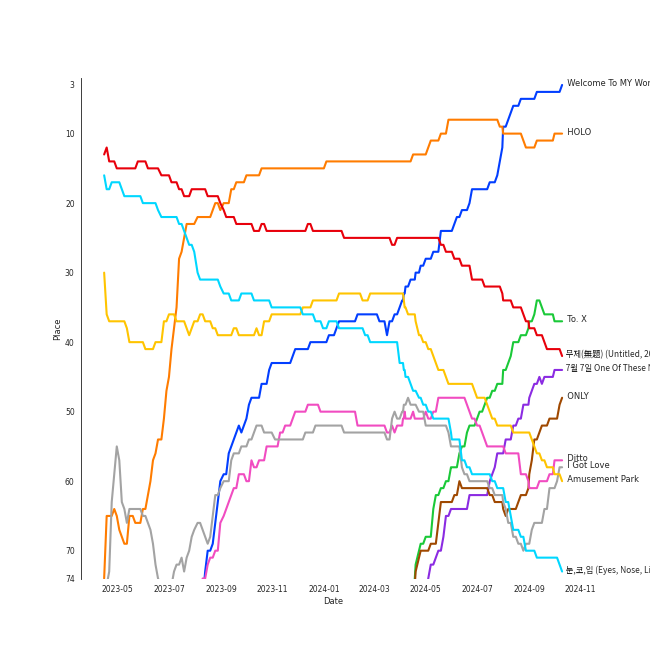 3
10
20
30
40
50
60
70
74
Place
2023-05
2023-07
2023-09
2023-11
2024-01
2024-03
2024-05
2024-07
2024-09
2024-11
Date
Welcome To MY Wor
HOLO
To. X
무제(無題) (Untitled, 20
7월 7일 One Of These N
ONLY
Ditto
I Got Love
Amusement Park
눈,코,입 (Eyes, Nose, Li